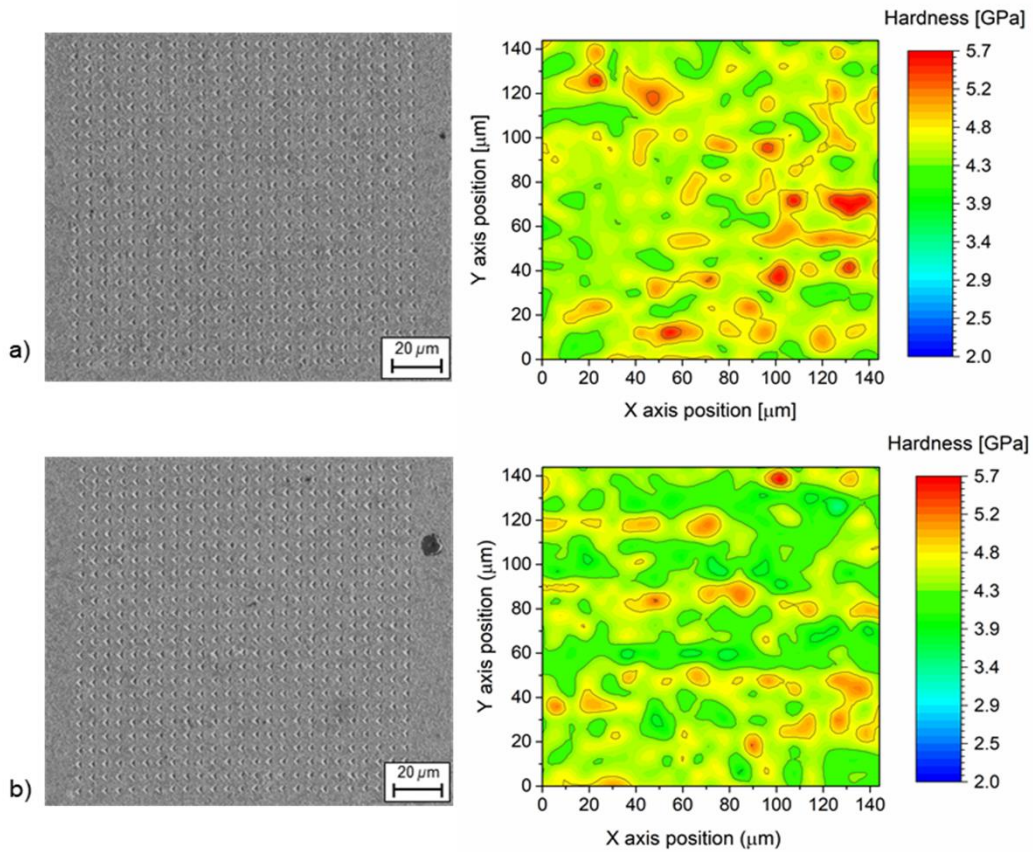 Hardness [GPa]
140
120
100
80
60
40
20
0
Y axis position [µm]
0 20 40 60 80 100 120 140
X axis position [µm]
5.7
5.3
4.8
4.3
3.9
3.4
2.9
2.5
2.0
a)
20 µm
Hardness [GPa]
140
120
100
80
60
40
20
0
Y axis position (µm)
0 20 40 60 80 100 120 140
X axis position (µm)
5.7
5.3
4.8
4.3
3.9
3.4
2.9
2.5
2.0
b)
20 µm